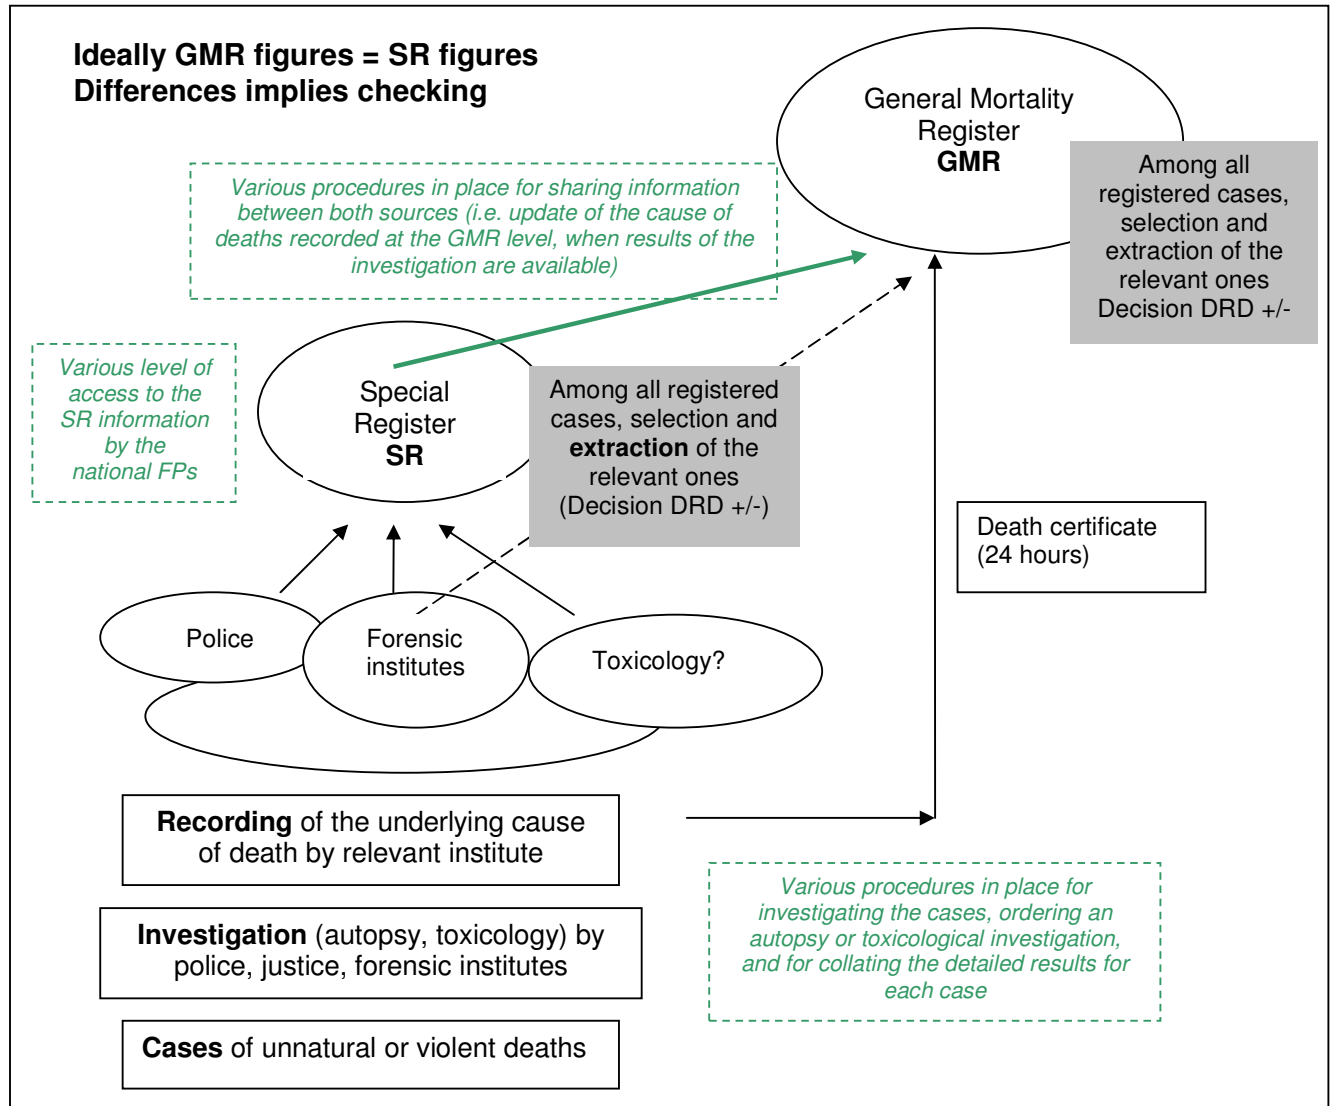 Ideally GMR figures = SR figures
Differences implies checking
General Mortality
Register
GMR
Among all
registered cases,
selection and
extraction of the
relevant ones
Decision DRD +/-
Various procedures in place for sharing information
between both sources (i.e. update of the cause of
deaths recorded at the GMR level, when results of the
investigation are available)
Various level of
access to the
SR information
by the
national FPs
Special
Register
SR
Among all registered
cases, selection and
extraction of the
relevant ones
(Decision DRD +/-)
Death certificate
(24 hours)
Police
Forensic
institutes
Toxicology?
Recording of the underlying cause
of death by relevant institute
Various procedures in place for
investigating the cases, ordering an
autopsy or toxicological investigation,
and for collating the detailed results for
each case
Investigation (autopsy, toxicology) by
police, justice, forensic institutes
Cases of unnatural or violent deaths